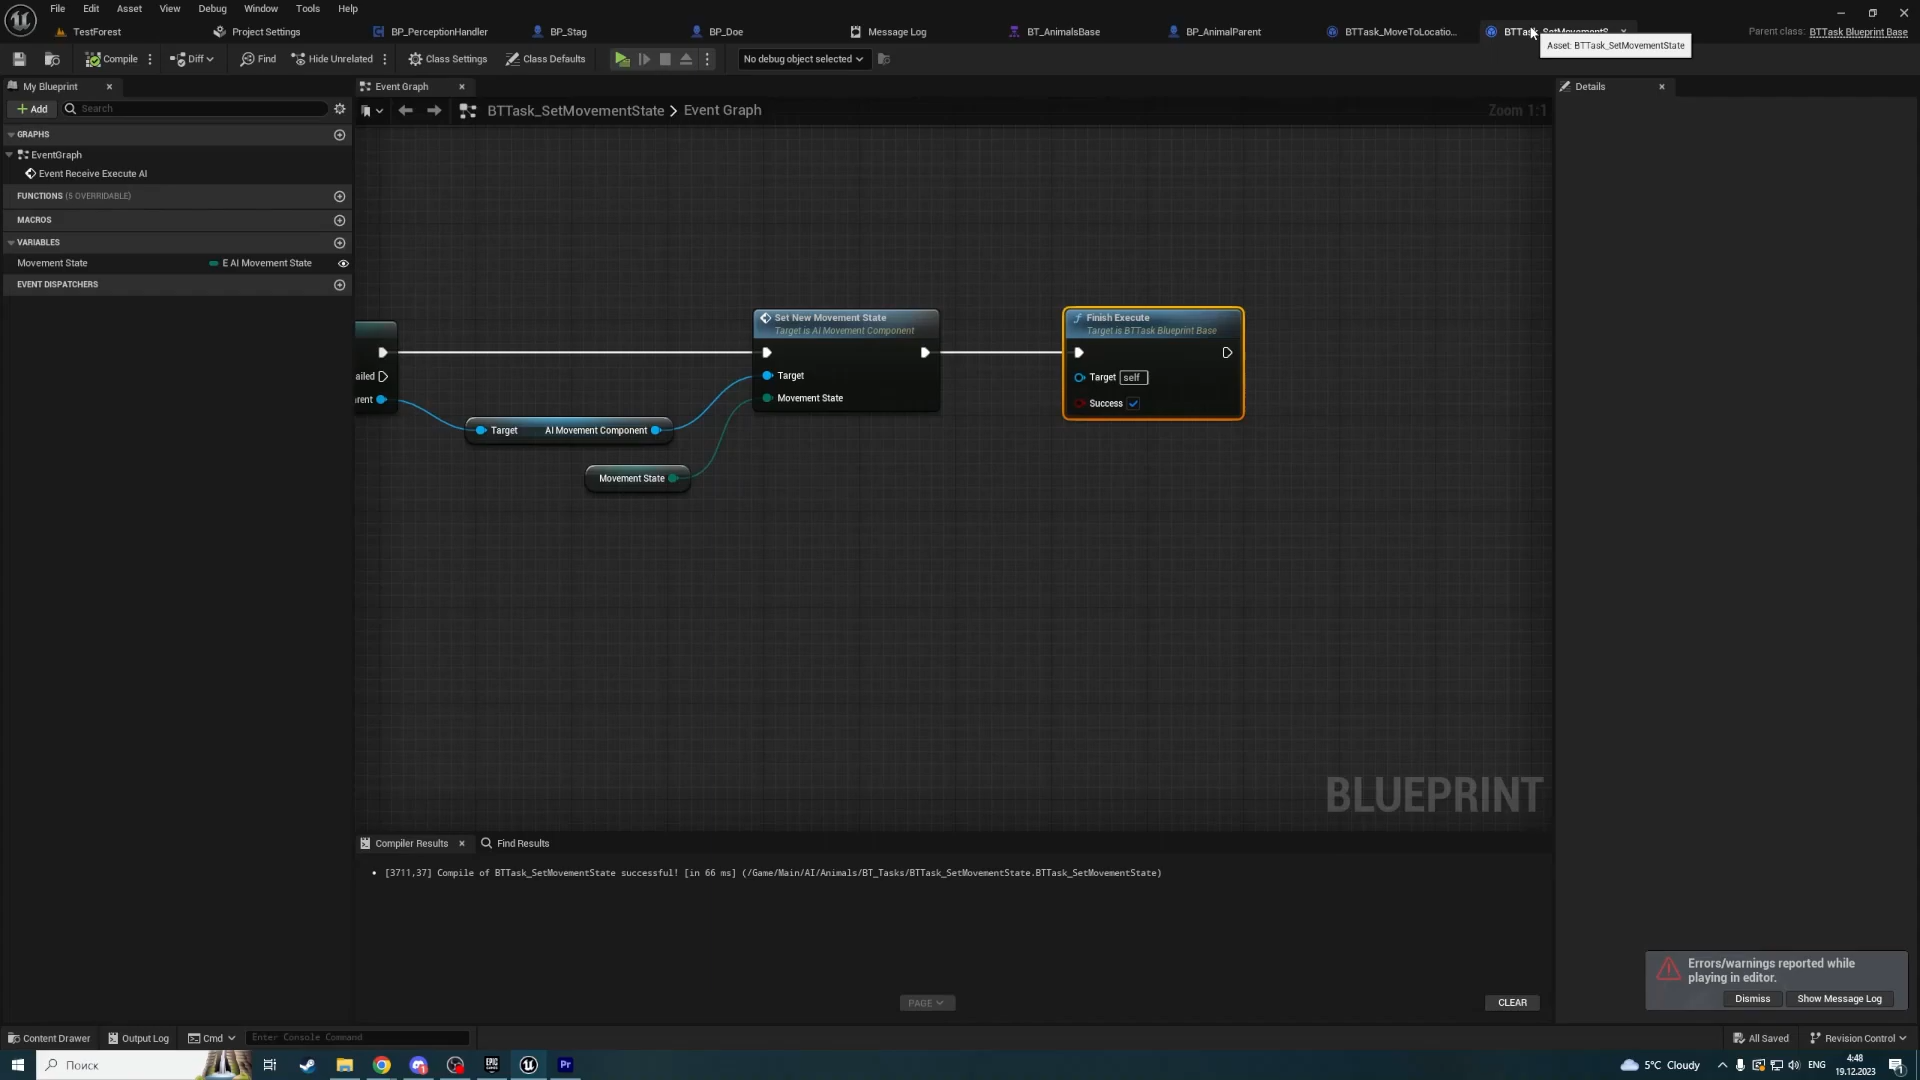 File Edit Asset View Debug Window Tools Help
TestForest Project Settings BP_PerceptionHandler BP_Stag BP_Doe Message Log BT_AnimalsBase BP_AnimalParent BTTask_MoveToLocatio... BTTask_SetMovementS... Parent class: BTTask Blueprint Base
Asset: BTTask_SetMovementState
Compile Diff Find Hide Unrelated Class Settings Class Defaults No debug object selected
My Blueprint Event Graph Details
Add Search
BTTask_SetMovementState > Event Graph Zoom 1:1
GRAPHS
EventGraph
Event Receive Execute AI
FUNCTIONS (5 OVERRIDABLE)
MACROS
VARIABLES
Movement State E AI Movement State
EVENT DISPATCHERS
ailed
arent
Target AI Movement Component
Movement State
Set New Movement State
Target is AI Movement Component
Target
Movement State
Finish Execute
Target is BTTask Blueprint Base
Target self
Success
BLUEPRINT
Compiler Results Find Results
[3711,37] Compile of BTTask_SetMovementState successful! [in 66 ms] (/Game/Main/AI/Animals/BT_Tasks/BTTask_SetMovementState.BTTask_SetMovementState)
Errors/warnings reported while
playing in editor.
Dismiss Show Message Log
PAGE CLEAR
Content Drawer Output Log Cmd Enter Console Command All Saved Revision Control
Поиск Pr 5°C Cloudy ENG 4:48
19.12.2023